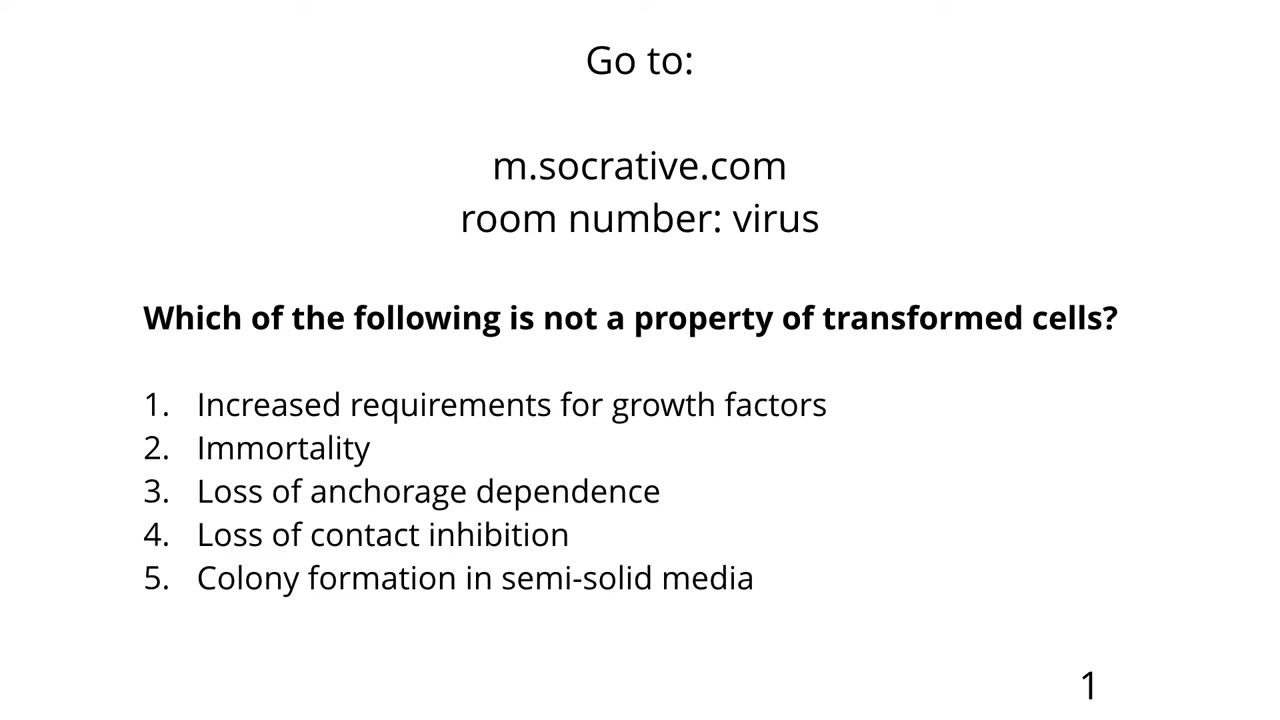 Go to:
m.socrative.com
room number: virus
Which of the following is not a property of transformed cells?
1. Increased requirements for growth factors
2. Immortality
3. Loss of anchorage dependence
4. Loss of contact inhibition
5. Colony formation in semi-solid media
1